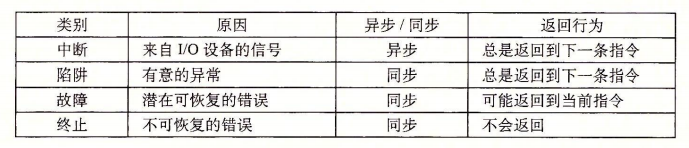 类别 原因 异步 / 同步 返回行为
中断 来自 I/O 设备的信号 异步 总是返回到下一条指令
陷阱 有意的异常 同步 总是返回到下一条指令
故障 潜在可恢复的错误 同步 可能返回到当前指令
终止 不可恢复的错误 同步 不会返回